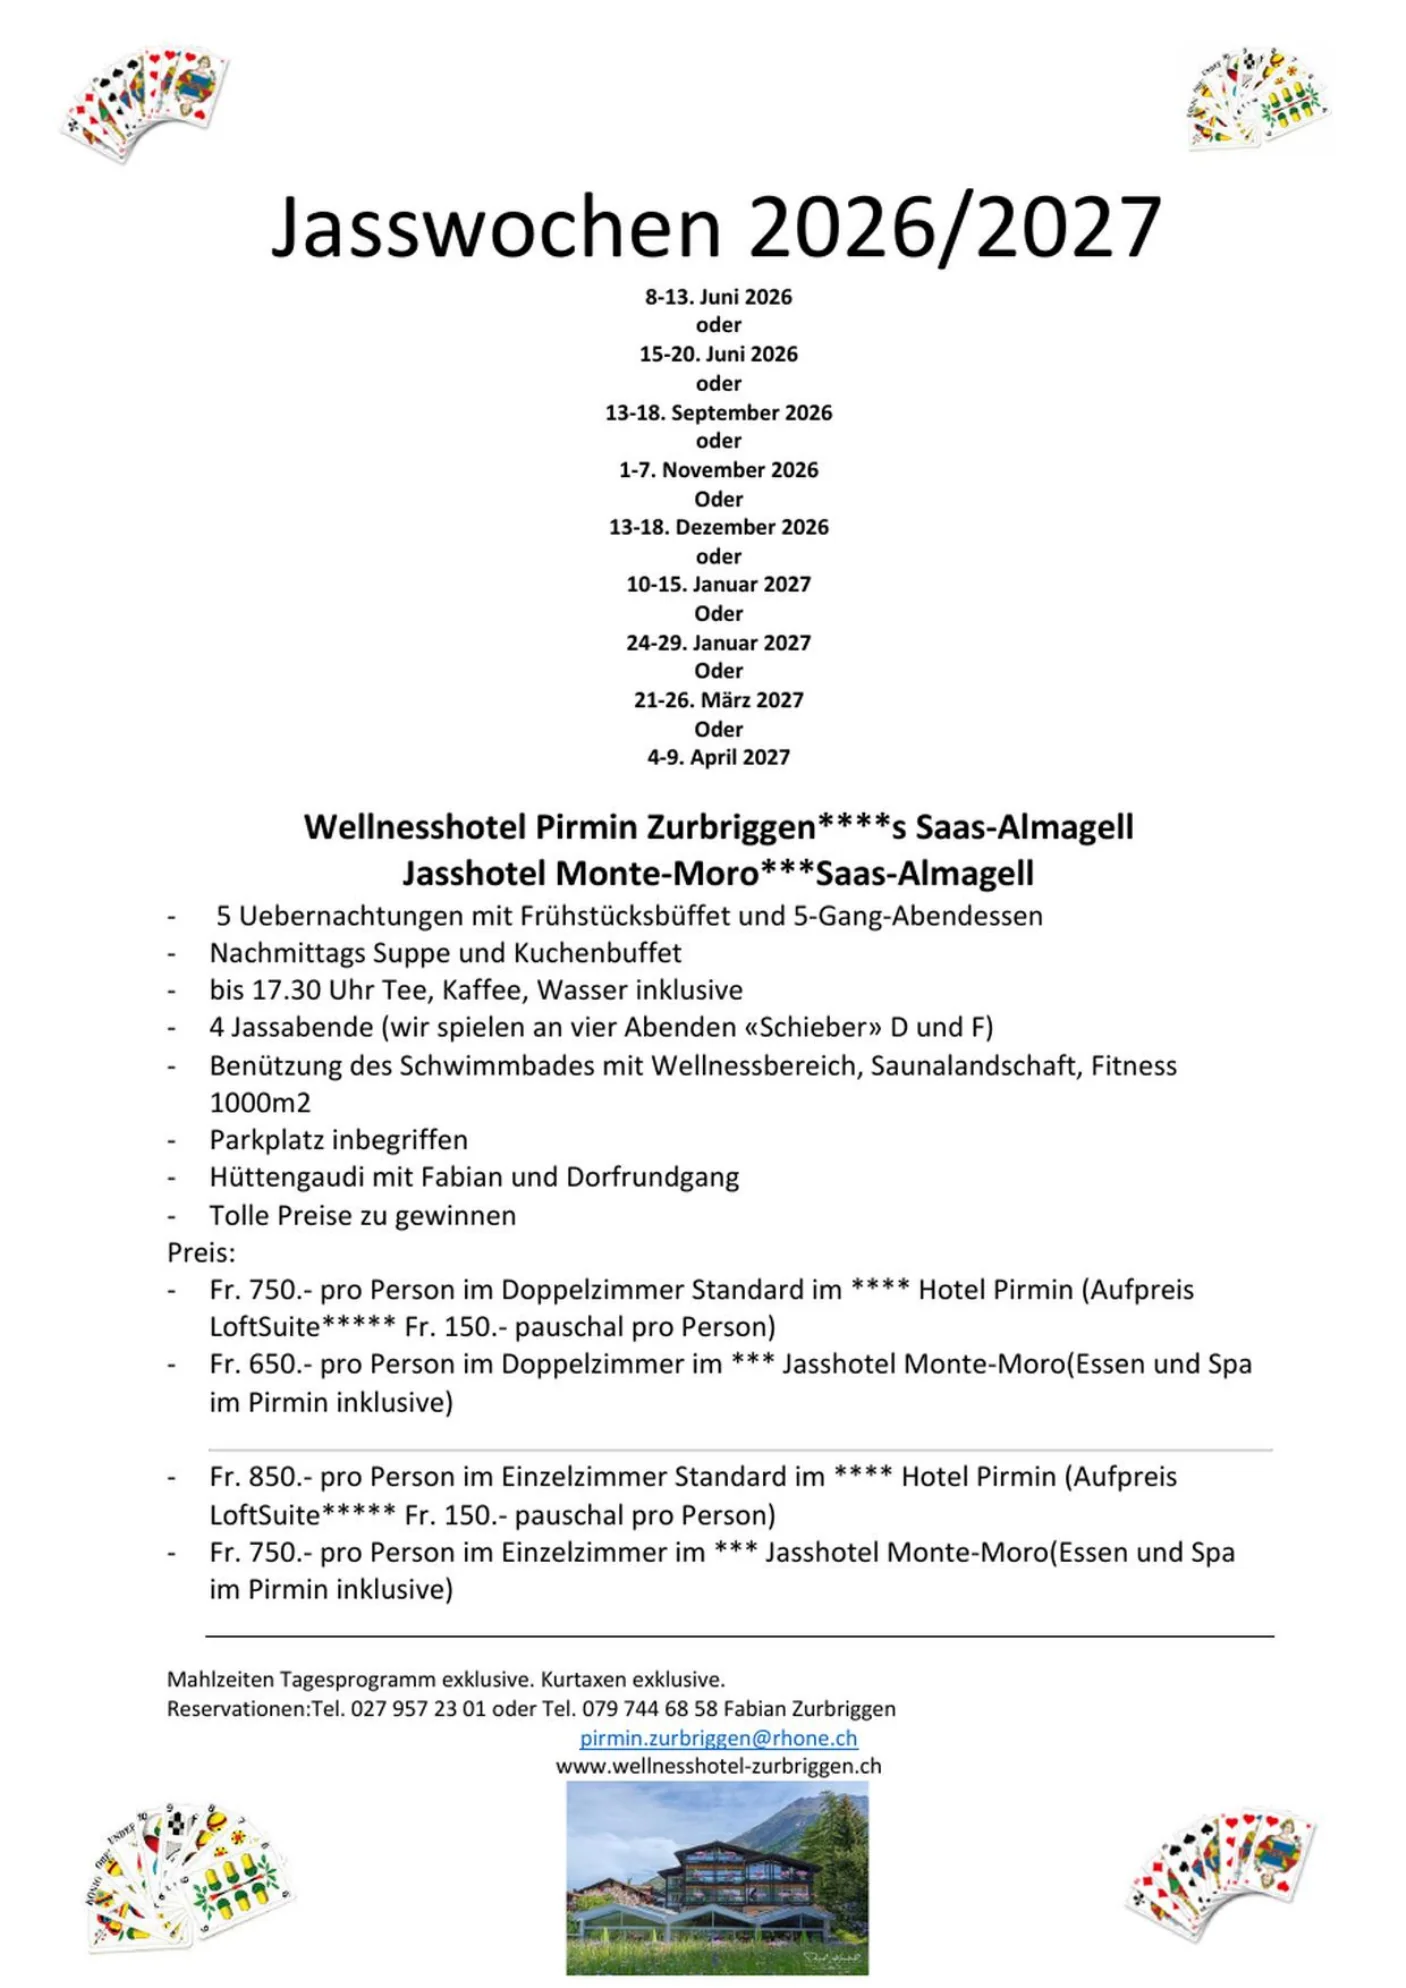 Jasswochen 2026/2027
8-13. Juni 2026
oder
15-20. Juni 2026
oder
13-18. September 2026
oder
1-7. November 2026
Oder
13-18. Dezember 2026
oder
10-15. Januar 2027
Oder
24-29. Januar 2027
Oder
21-26. März 2027
Oder
4-9. April 2027
Wellnesshotel Pirmin Zurbriggen****s Saas-Almagell
Jasshotel Monte-Moro***Saas-Almagell
- 5 Uebernachtungen mit Frühstücksbüffet und 5-Gang-Abendessen
- Nachmittags Suppe und Kuchenbuffet
- bis 17.30 Uhr Tee, Kaffee, Wasser inklusive
- 4 Jassabende (wir spielen an vier Abenden «Schieber» D und F)
- Benützung des Schwimmbades mit Wellnessbereich, Saunalandschaft, Fitness
1000m2
- Parkplatz inbegriffen
- Hüttengaudi mit Fabian und Dorfrundgang
- Tolle Preise zu gewinnen
Preis:
- Fr. 750.- pro Person im Doppelzimmer Standard im **** Hotel Pirmin (Aufpreis
LoftSuite***** Fr. 150.- pauschal pro Person)
- Fr. 650.- pro Person im Doppelzimmer im *** Jasshotel Monte-Moro(Essen und Spa
im Pirmin inklusive)
- Fr. 850.- pro Person im Einzelzimmer Standard im **** Hotel Pirmin (Aufpreis
LoftSuite***** Fr. 150.- pauschal pro Person)
- Fr. 750.- pro Person im Einzelzimmer im *** Jasshotel Monte-Moro(Essen und Spa
im Pirmin inklusive)
Mahlzeiten Tagesprogramm exklusive. Kurtaxen exklusive.
Reservationen:Tel. 027 957 23 01 oder Tel. 079 744 68 58 Fabian Zurbriggen
pirmin.zurbriggen@rhone.ch
www.wellnesshotel-zurbriggen.ch